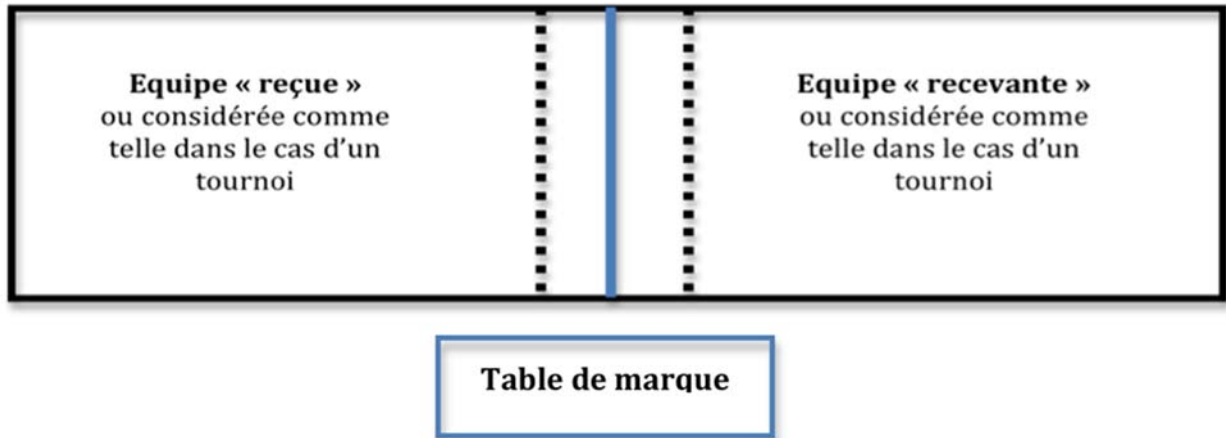 Equipe « reçue »
ou considérée comme
telle dans le cas d'un
tournoi
Equipe « recevante »
ou considérée comme
telle dans le cas d'un
tournoi
Table de marque